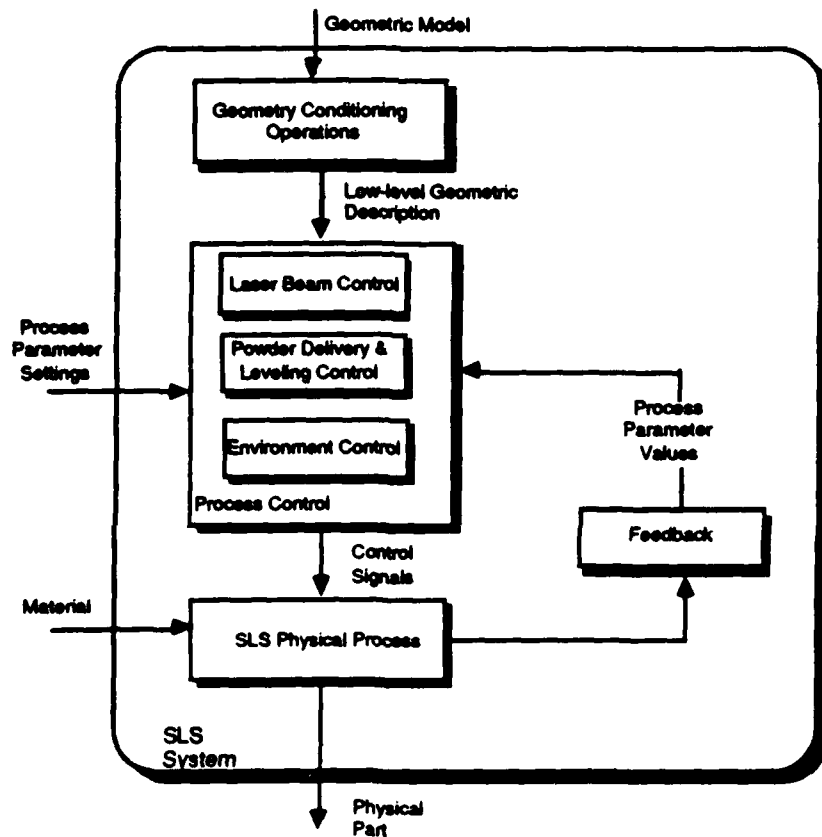 Geometric Model
Geometry Conditioning
Operations
Low-level Geometric
Description
Laser Beam Control
Process
Parameter
Settings
Powder Delivery &
Leveling Control
Environment Control
Process Control
Process
Parameter
Values
Feedback
Control
Signals
Material
SLS Physical Process
SLS
System
Physical
Part